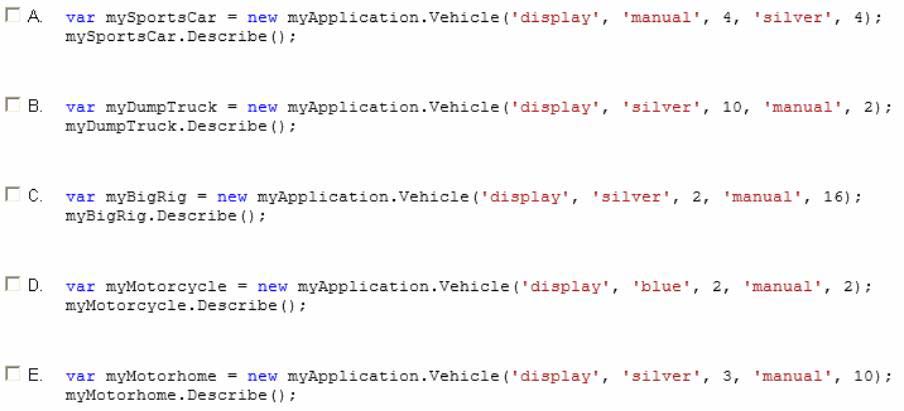 A. var mySportsCar = new myApplication.Vehicle('display', 'manual', 4, 'silver', 4);
mySportsCar.Describe();
B. var myDumpTruck = new myApplication.Vehicle('display', 'silver', 10, 'manual', 2);
myDumpTruck.Describe();
C. var myBigRig = new myApplication.Vehicle('display', 'silver', 2, 'manual', 16);
myBigRig.Describe();
D. var myMotorcycle = new myApplication.Vehicle('display', 'blue', 2, 'manual', 2);
myMotorcycle.Describe();
E. var myMotorhome = new myApplication.Vehicle('display', 'silver', 3, 'manual', 10);
myMotorhome.Describe();